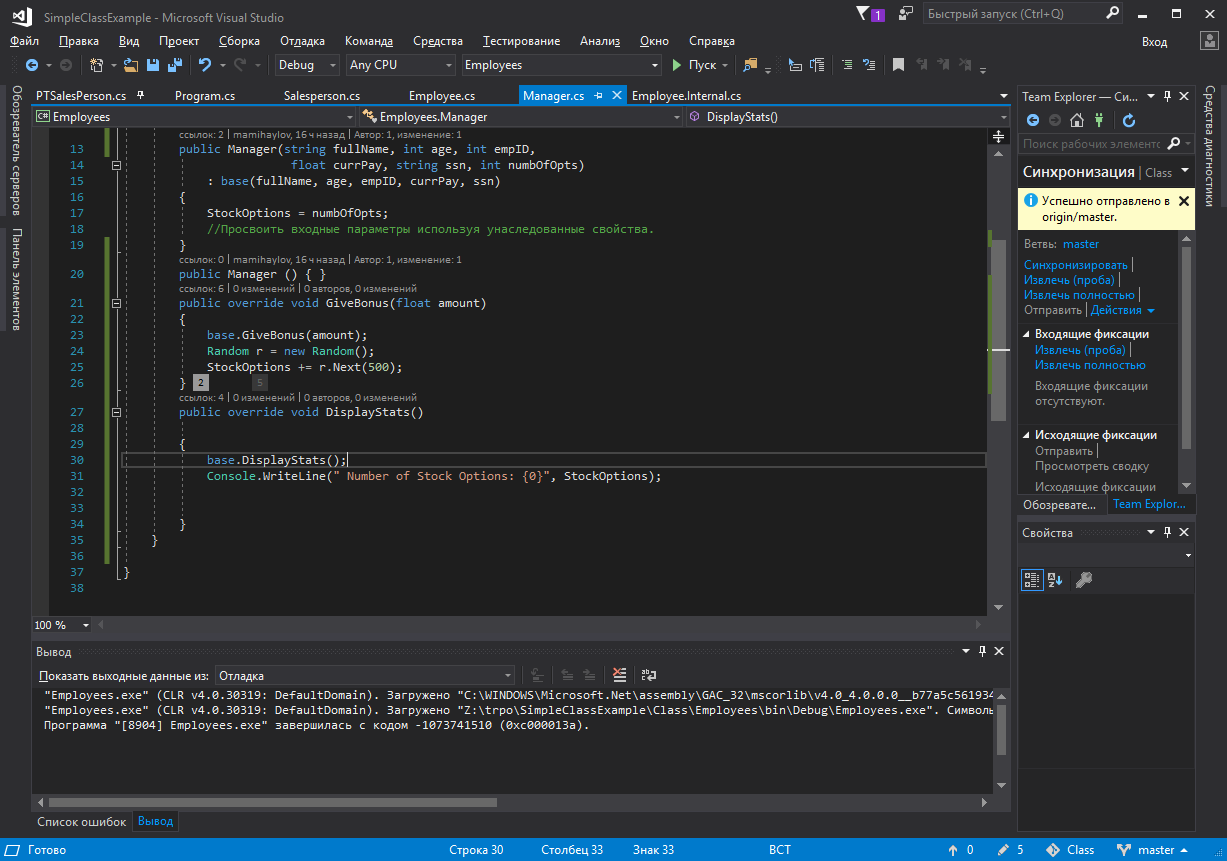 SimpleClassExample - Microsoft Visual Studio
1
Быстрый запуск (Ctrl+Q)
Файл Правка Вид Проект Сборка Отладка Команда Средства Тестирование Анализ Окно Справка
Вход
Debug Any CPU Employees Пуск
Обозреватель серверов
Панель элементов
PTSalesPerson.cs Program.cs Salesperson.cs Employee.cs Manager.cs Employee.Internal.cs
C# Employees Employees.Manager DisplayStats()
ссылок: 2 | mamihaylov, 16 ч назад | Автор: 1, изменение: 1
13 public Manager(string fullName, int age, int empID,
14 float currPay, string ssn, int numbOfOpts)
15 : base(fullName, age, empID, currPay, ssn)
16 {
17 StockOptions = numbOfOpts;
18 //Просвоить входные параметры используя унаследованные свойства.
19 }
ссылок: 0 | mamihaylov, 16 ч назад | Автор: 1, изменение: 1
20 public Manager () { }
ссылок: 6 | 0 изменений | 0 авторов, 0 изменений
21 public override void GiveBonus(float amount)
22 {
23 base.GiveBonus(amount);
24 Random r = new Random();
25 StockOptions += r.Next(500);
26 } 2 5
ссылок: 4 | 0 изменений | 0 авторов, 0 изменений
27 public override void DisplayStats()
28
29 {
30 base.DisplayStats();
31 Console.WriteLine(" Number of Stock Options: {0}", StockOptions);
32
33
34 }
35 }
36
37 }
38
100 %
Вывод
Показать выходные данные из: Отладка
"Employees.exe" (CLR v4.0.30319: DefaultDomain). Загружено "C:\WINDOWS\Microsoft.Net\assembly\GAC_32\mscorlib\v4.0_4.0.0.0__b77a5c561934
"Employees.exe" (CLR v4.0.30319: DefaultDomain). Загружено "Z:\trpo\SimpleClassExample\Class\Employees\bin\Debug\Employees.exe". Символь
Программа "[8904] Employees.exe" завершилась с кодом -1073741510 (0xc000013a).
Список ошибок Вывод
Team Explorer — Си...
Поиск рабочих элементс
Синхронизация | Class
Успешно отправлено в
origin/master.
Ветвь: master
Синхронизировать |
Извлечь (проба) |
Извлечь полностью |
Отправить | Действия
Входящие фиксации
Извлечь (проба) |
Извлечь полностью
Входящие фиксации
отсутствуют.
Исходящие фиксации
Отправить |
Просмотреть сводку
Исходящие фиксации
Обозревате... Team Explor...
Свойства
Средства диагностики
Готово Строка 30 Столбец 33 Знак 33 ВСТ 0 5 Class master